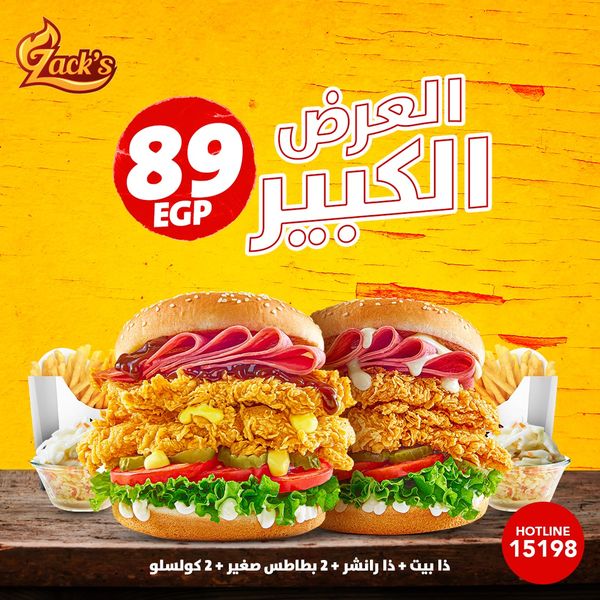 Zack's
العرض
الكبير
89
EGP
HOTLINE
15198
ذا بيت + ذا رانشر + 2 بطاطس صغير + 2 كولسلو